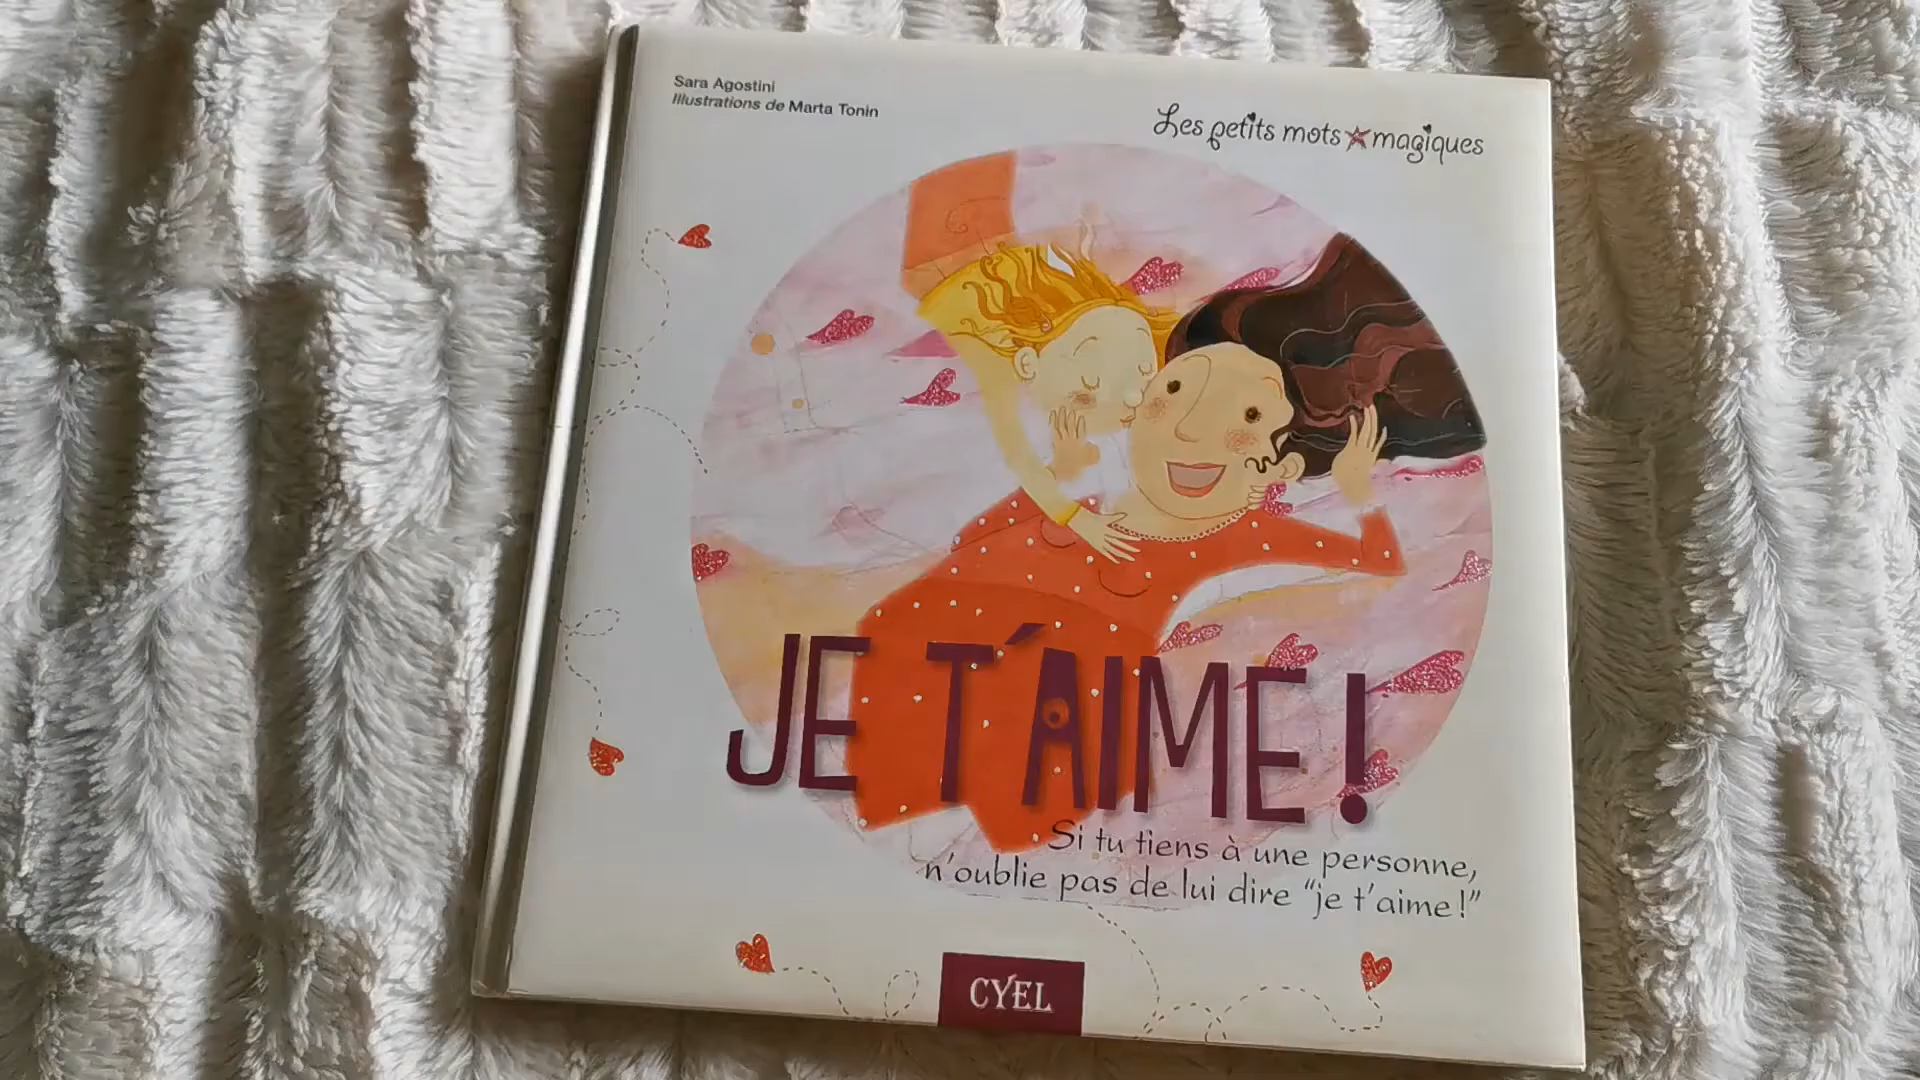 Sara Agostini
Illustrations de Marta Tonin
Les petits mots magiques
JE T'AIME !
Si tu tiens à une personne,
n'oublie pas de lui dire "je t'aime !"
CYEL